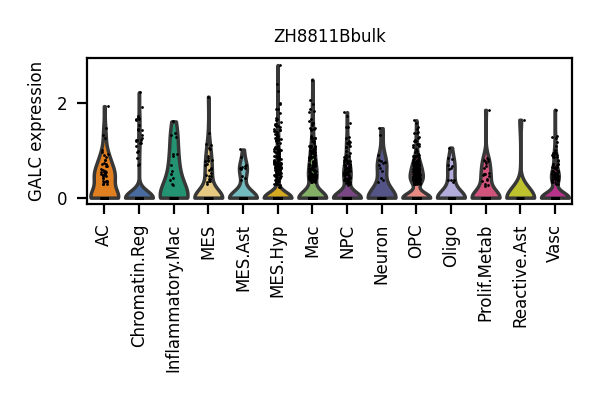 ZH8811Bbulk
GALC expression
2
0
AC
Chromatin.Reg
Inflammatory.Mac
MES
MES.Ast
MES.Hyp
Mac
NPC
Neuron
OPC
Oligo
Prolif.Metab
Reactive.Ast
Vasc